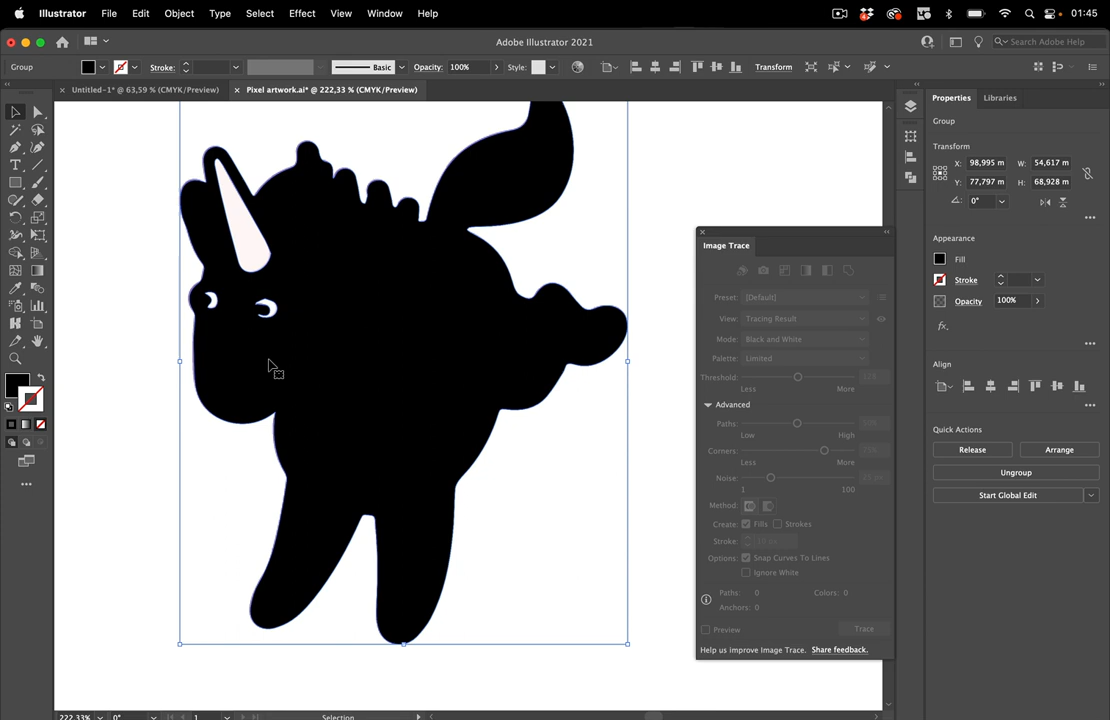 Illustrator File Edit Object Type Select Effect View Window Help 01:45
Adobe Illustrator 2021 Search Adobe Help
Group Stroke: Basic Opacity: 100% Style: Transform
× Untitled-1* @ 63,59 % (CMYK/Preview) × Pixel artwork.ai* @ 222,33 % (CMYK/Preview)
Properties Libraries
Group
Transform
X: 98,995 m W: 54,617 m
Y: 77,797 m H: 68,928 m
0°
Appearance
Fill
Stroke
Opacity 100%
fx
Align
Quick Actions
Release Arrange
Ungroup
Start Global Edit
Image Trace
Preset: [Default]
View: Tracing Result
Mode: Black and White
Palette: Limited
Threshold: 128
Less More
Advanced
Paths:
Low High
Corners: 75%
Less More
Noise:
1 100
Method:
Create: Fills Strokes
Stroke: 10 px
Options: Snap Curves To Lines
Ignore White
Paths: 0 Colors: 0
Anchors: 0
Preview Trace
Help us improve Image Trace. Share feedback.
222,33% 0° 1 Selection